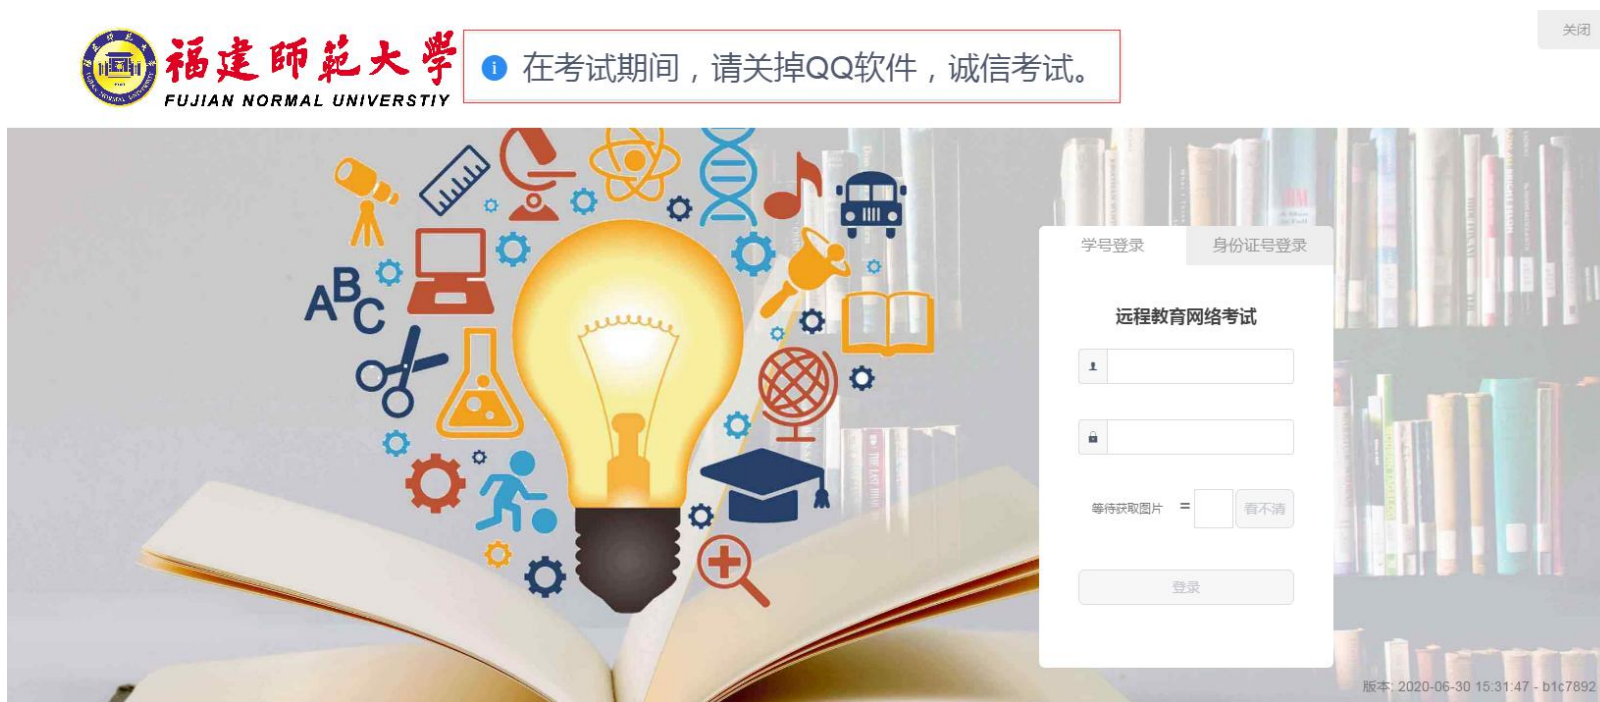 关闭
福建师范大学
FUJIAN NORMAL UNIVERSTIY
在考试期间，请关掉QQ软件，诚信考试。
ABC
学号登录 身份证号登录
远程教育网络考试
等待获取图片 = 看不清
登录
版本: 2020-06-30 15:31:47 - b1c7892